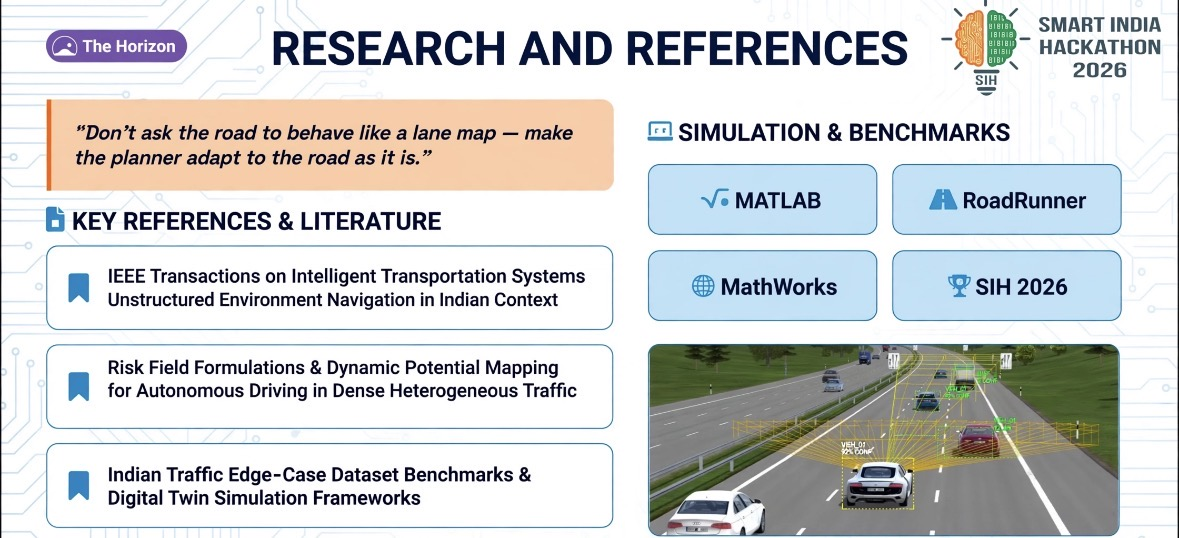 The Horizon
RESEARCH AND REFERENCES
SIH
SMART INDIA
HACKATHON
2026
"Don't ask the road to behave like a lane map — make
the planner adapt to the road as it is."
KEY REFERENCES & LITERATURE
IEEE Transactions on Intelligent Transportation Systems
Unstructured Environment Navigation in Indian Context
Risk Field Formulations & Dynamic Potential Mapping
for Autonomous Driving in Dense Heterogeneous Traffic
Indian Traffic Edge-Case Dataset Benchmarks &
Digital Twin Simulation Frameworks
SIMULATION & BENCHMARKS
MATLAB
RoadRunner
MathWorks
SIH 2026
VEH_01
92% CONF